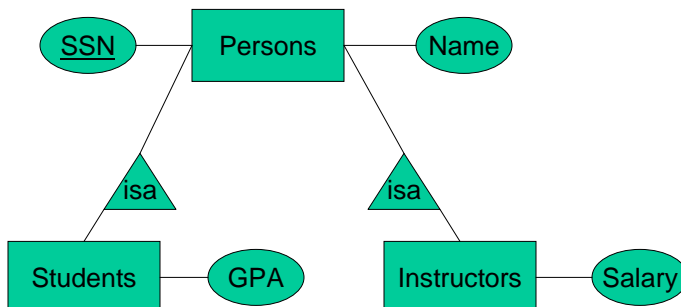 SSN
Persons
Name
isa
isa
Students
GPA
Instructors
Salary